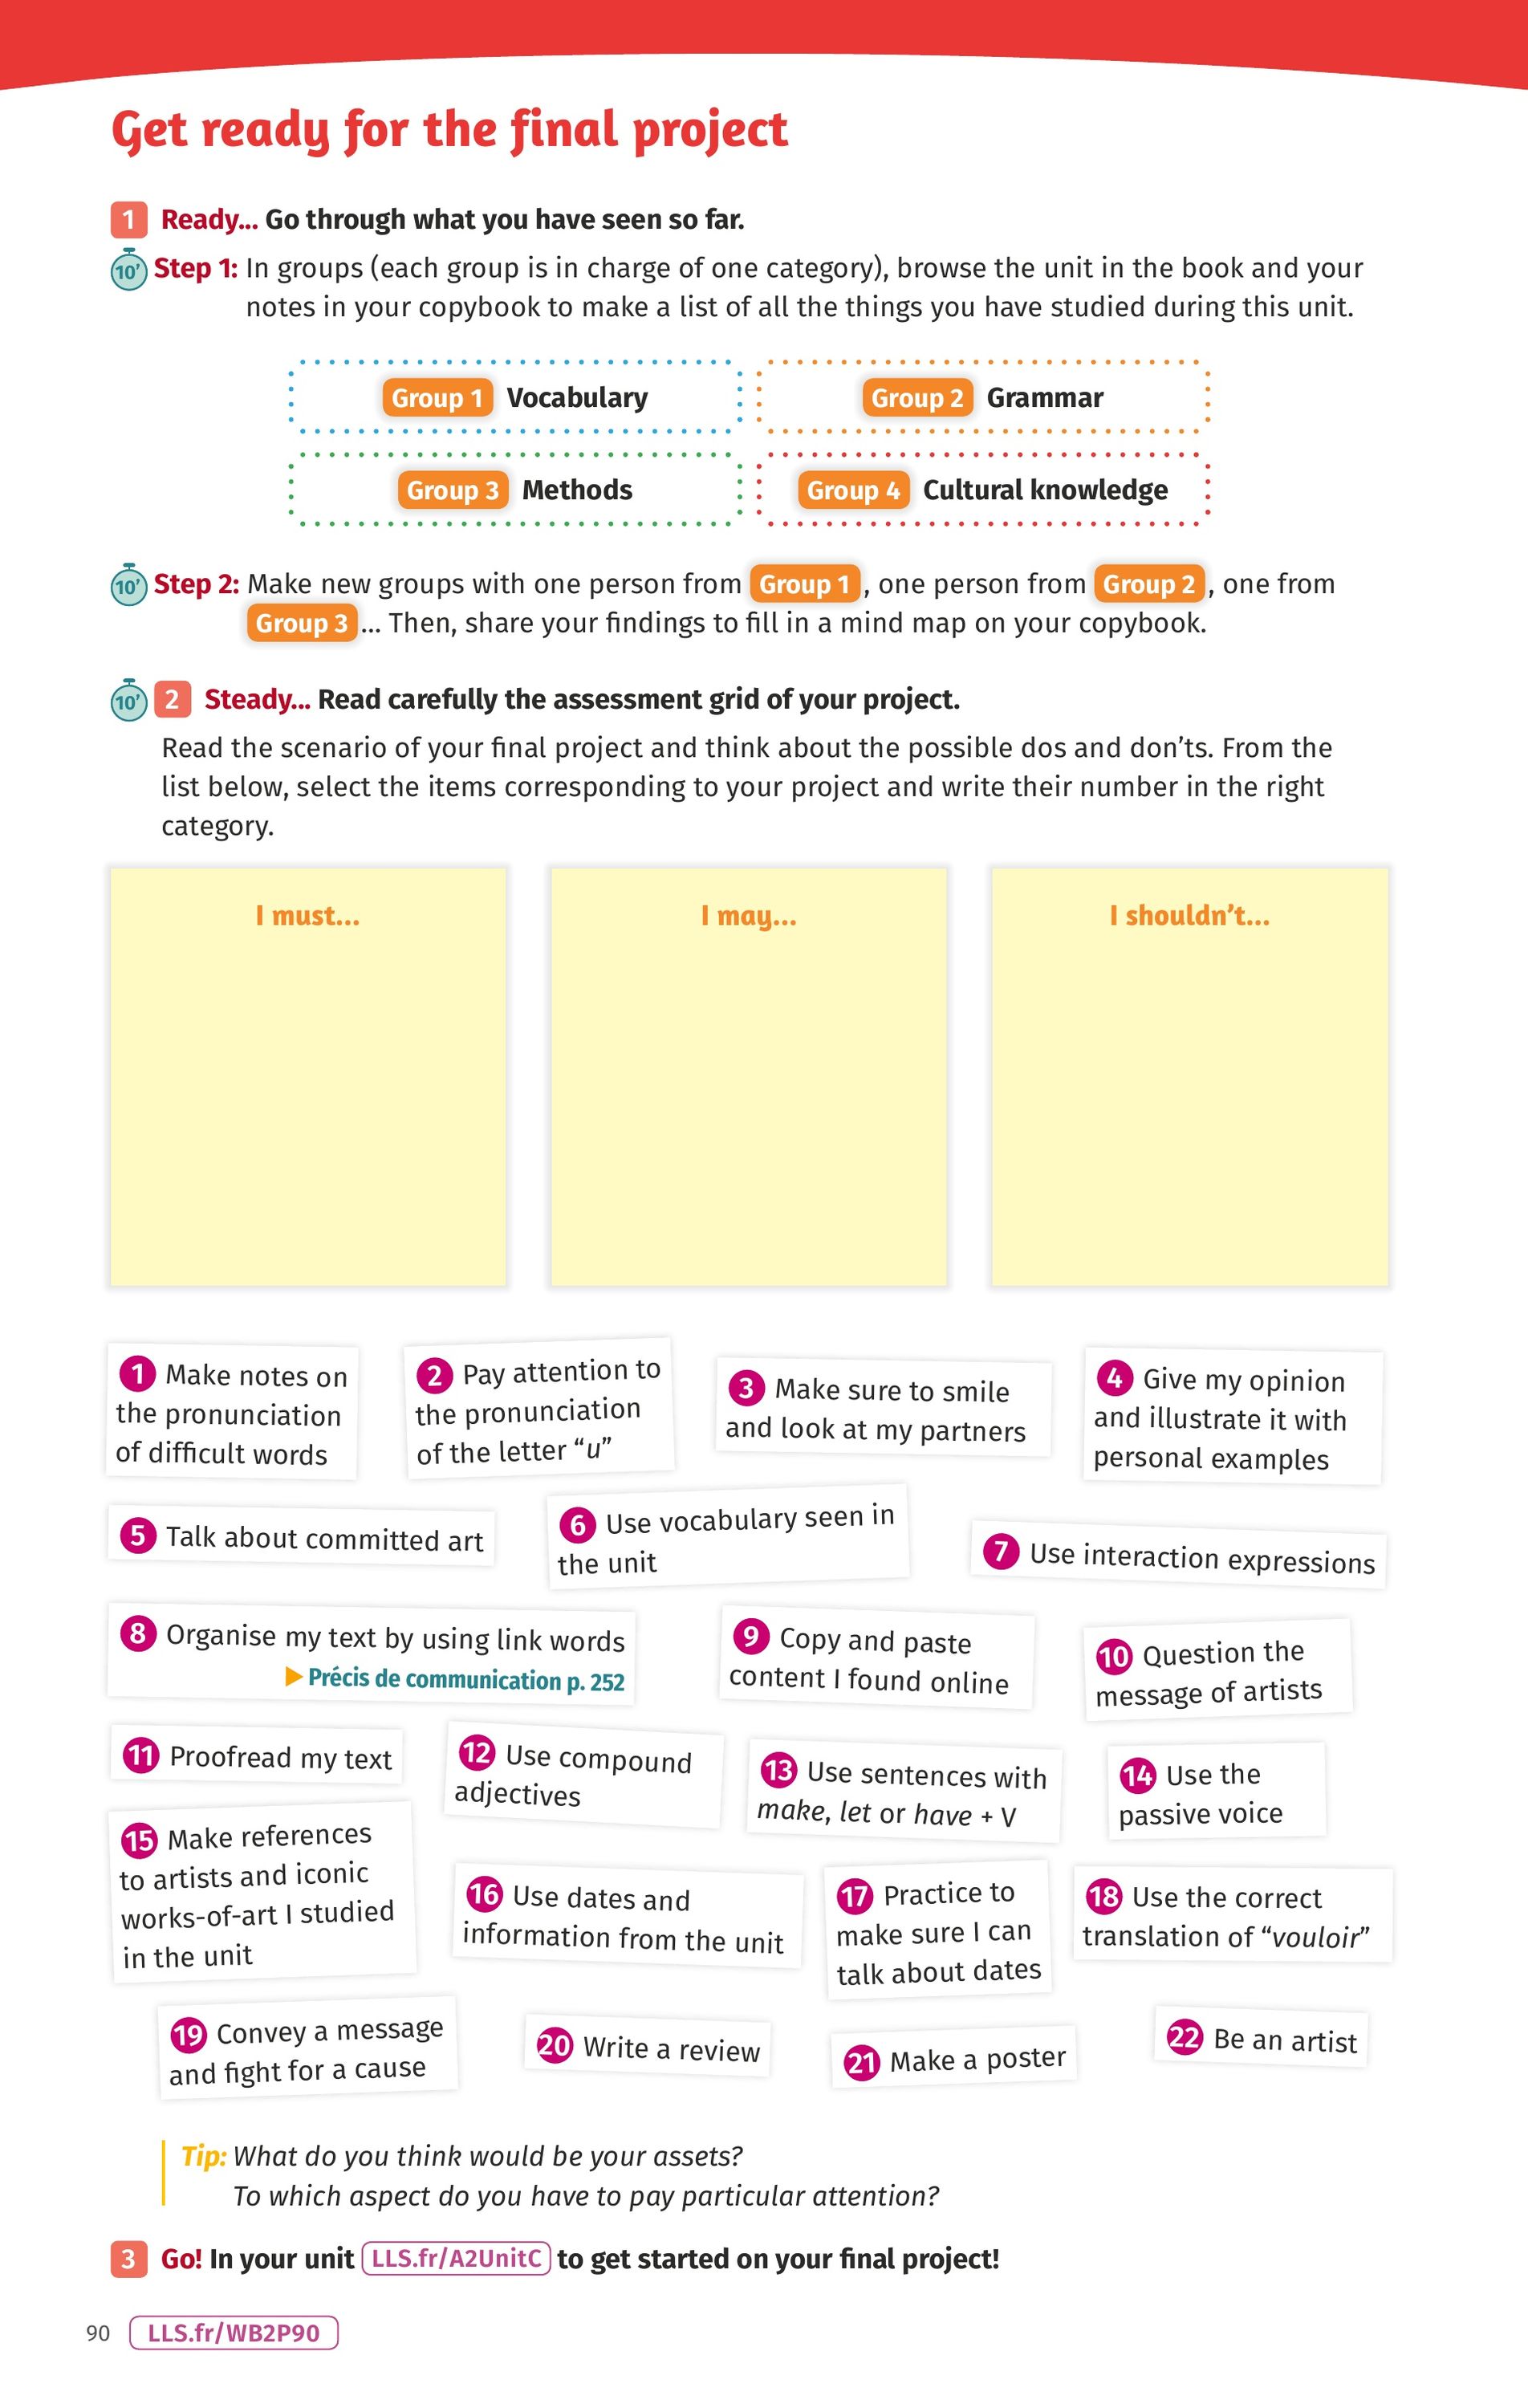 Get ready for the final project
1 Ready... Go through what you have seen so far.
10’ Step 1: In groups (each group is in charge of one category), browse the unit in the book and your
notes in your copybook to make a list of all the things you have studied during this unit.
Group 1 Vocabulary
Group 2 Grammar
Group 3 Methods
Group 4 Cultural knowledge
10’ Step 2: Make new groups with one person from Group 1, one person from Group 2, one from
Group 3... Then, share your findings to fill in a mind map on your copybook.
10’ 2 Steady... Read carefully the assessment grid of your project.
Read the scenario of your final project and think about the possible dos and don’ts. From the
list below, select the items corresponding to your project and write their number in the right
category.
I must...
I may...
I shouldn’t...
1 Make notes on
the pronunciation
of difficult words
2 Pay attention to
the pronunciation
of the letter “u”
3 Make sure to smile
and look at my partners
4 Give my opinion
and illustrate it with
personal examples
5 Talk about committed art
6 Use vocabulary seen in
the unit
7 Use interaction expressions
8 Organise my text by using link words
▶ Précis de communication p. 252
9 Copy and paste
content I found online
10 Question the
message of artists
11 Proofread my text
12 Use compound
adjectives
13 Use sentences with
make, let or have + V
14 Use the
passive voice
15 Make references
to artists and iconic
works-of-art I studied
in the unit
16 Use dates and
information from the unit
17 Practice to
make sure I can
talk about dates
18 Use the correct
translation of “vouloir”
19 Convey a message
and fight for a cause
20 Write a review
21 Make a poster
22 Be an artist
Tip: What do you think would be your assets?
To which aspect do you have to pay particular attention?
3 Go! In your unit LLS.fr/A2UnitC to get started on your final project!
90 LLS.fr/WB2P90